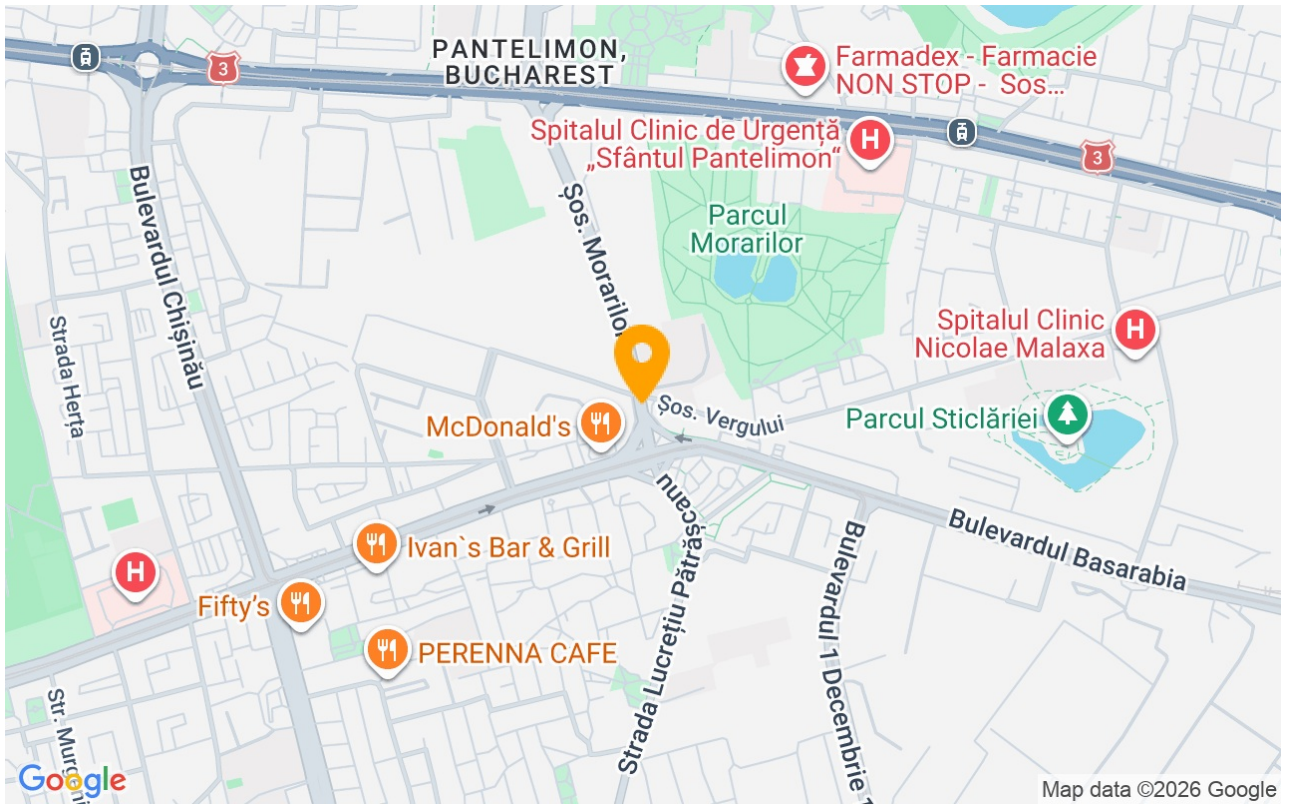 PANTELIMON,
BUCHAREST
3
Farmadex - Farmacie
NON STOP - Sos...
Spitalul Clinic de Urgență
„Sfântul Pantelimon“
H
3
Bulevardul Chișinău
Șos. Morarilor
Parcul
Morarilor
Strada Herța
Spitalul Clinic
Nicolae Malaxa
H
McDonald's
Șos. Vergului
Parcul Sticlăriei
Strada Lucrețiu Pătrășcanu
Bulevardul Basarabia
Ivan`s Bar & Grill
H
Fifty’s
PERENNA CAFE
Bulevardul 1 Decembrie 1
Str. Murg
Google
Map data ©2026 Google